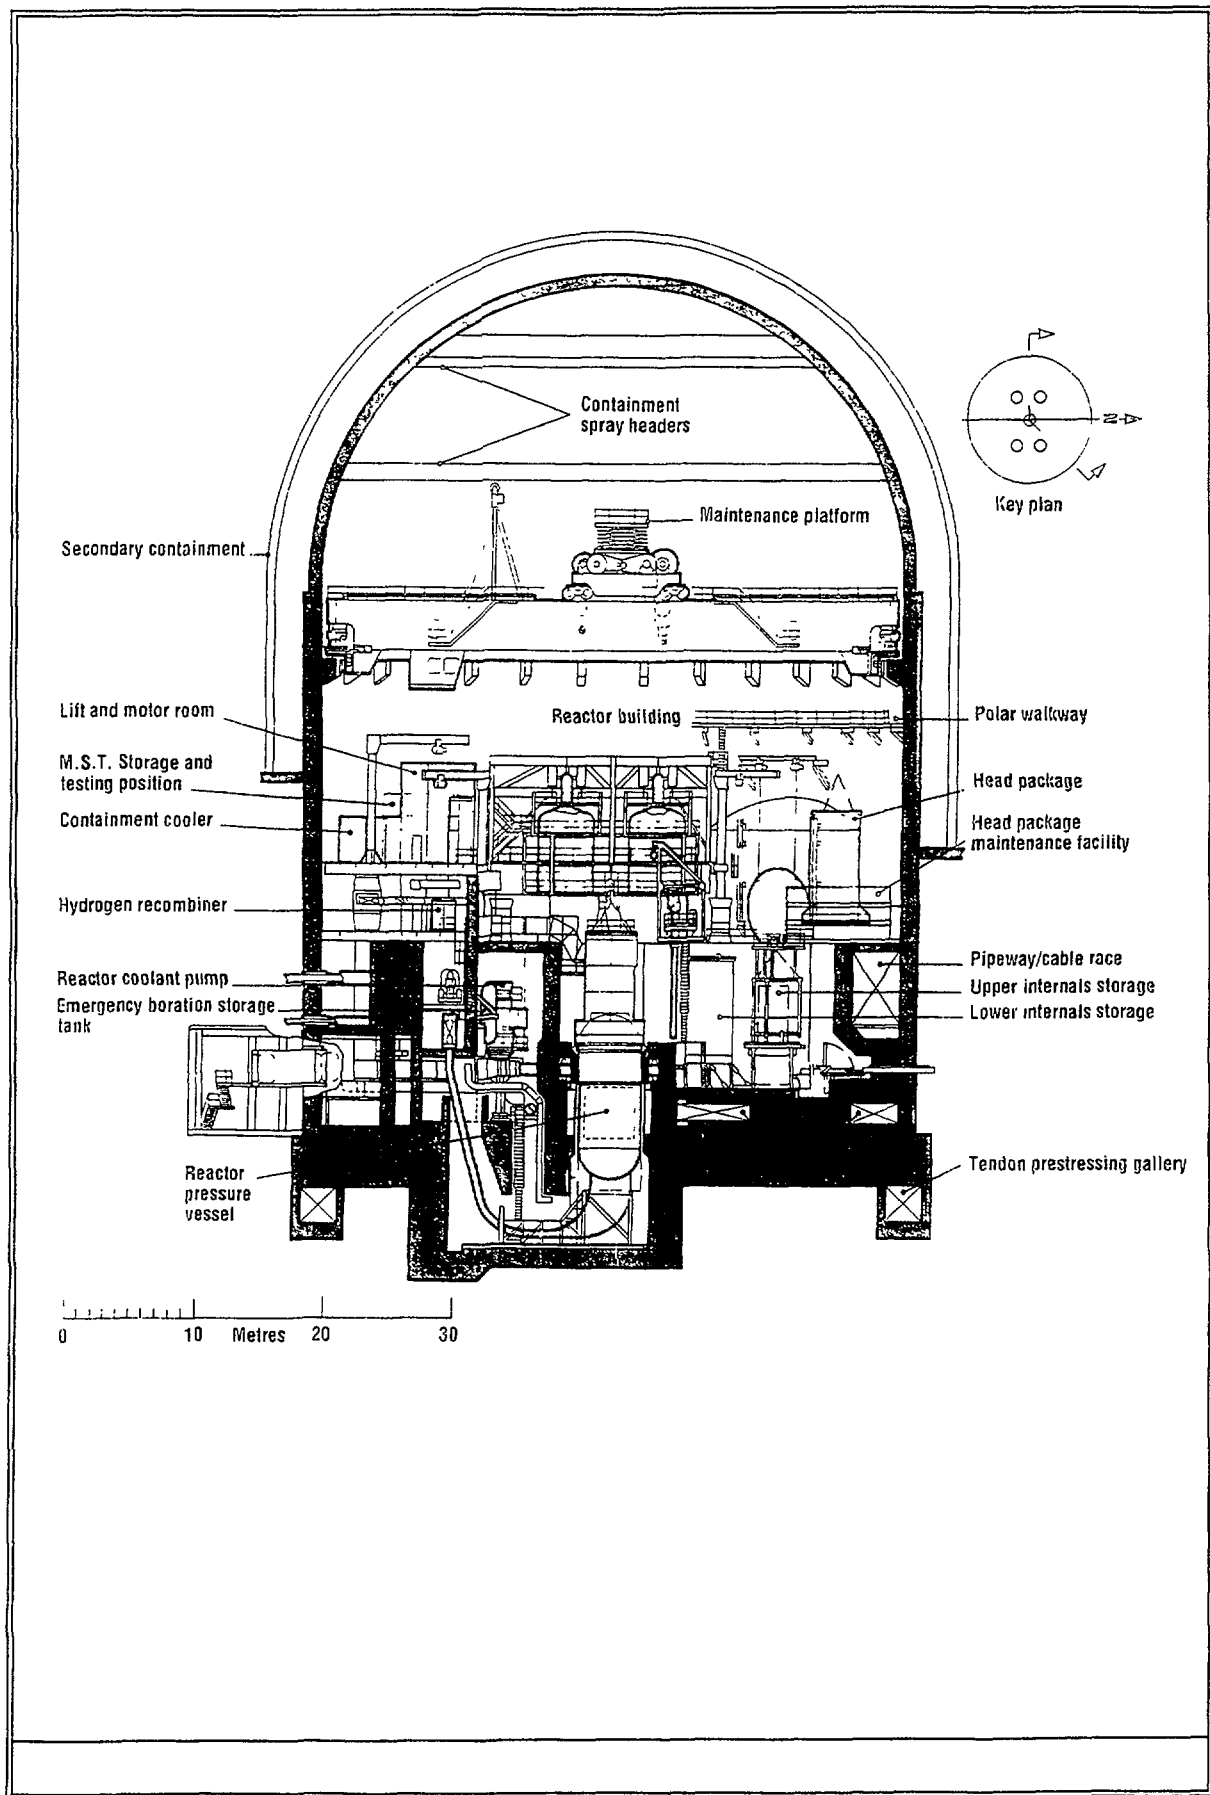 Containment
spray headers
N
Key plan
Maintenance platform
Secondary containment
Lift and motor room
Reactor building
Polar walkway
M.S.T. Storage and
testing position
Head package
Containment cooler
Head package
maintenance facility
Hydrogen recombiner
Pipeway/cable race
Reactor coolant pump
Upper internals storage
Emergency boration storage
tank
Lower internals storage
Reactor
pressure
vessel
Tendon prestressing gallery
0 10 Metres 20 30